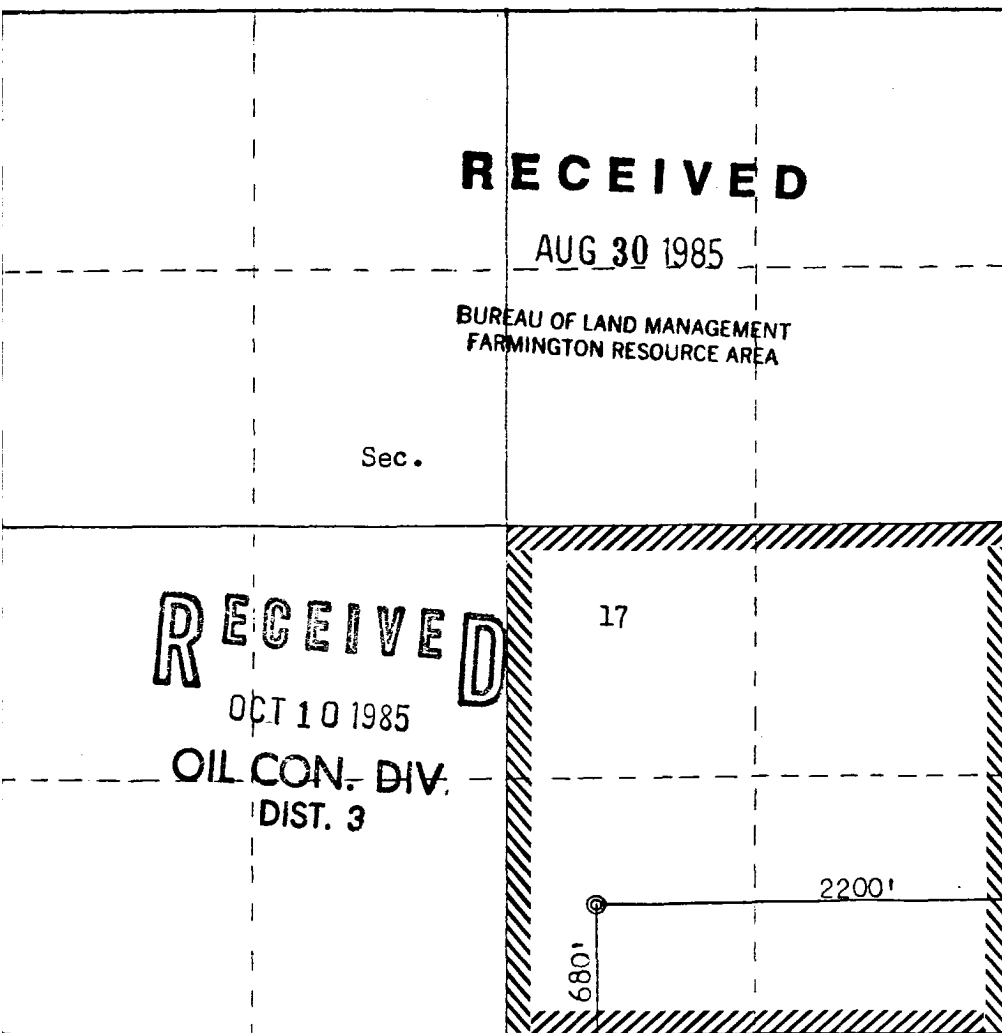 RECEIVED
AUG 30 1985
BUREAU OF LAND MANAGEMENT
FARMINGTON RESOURCE AREA
Sec.
17
RECEIVED
OCT 10 1985
OIL CON. DIV.
DIST. 3
2200'
680'